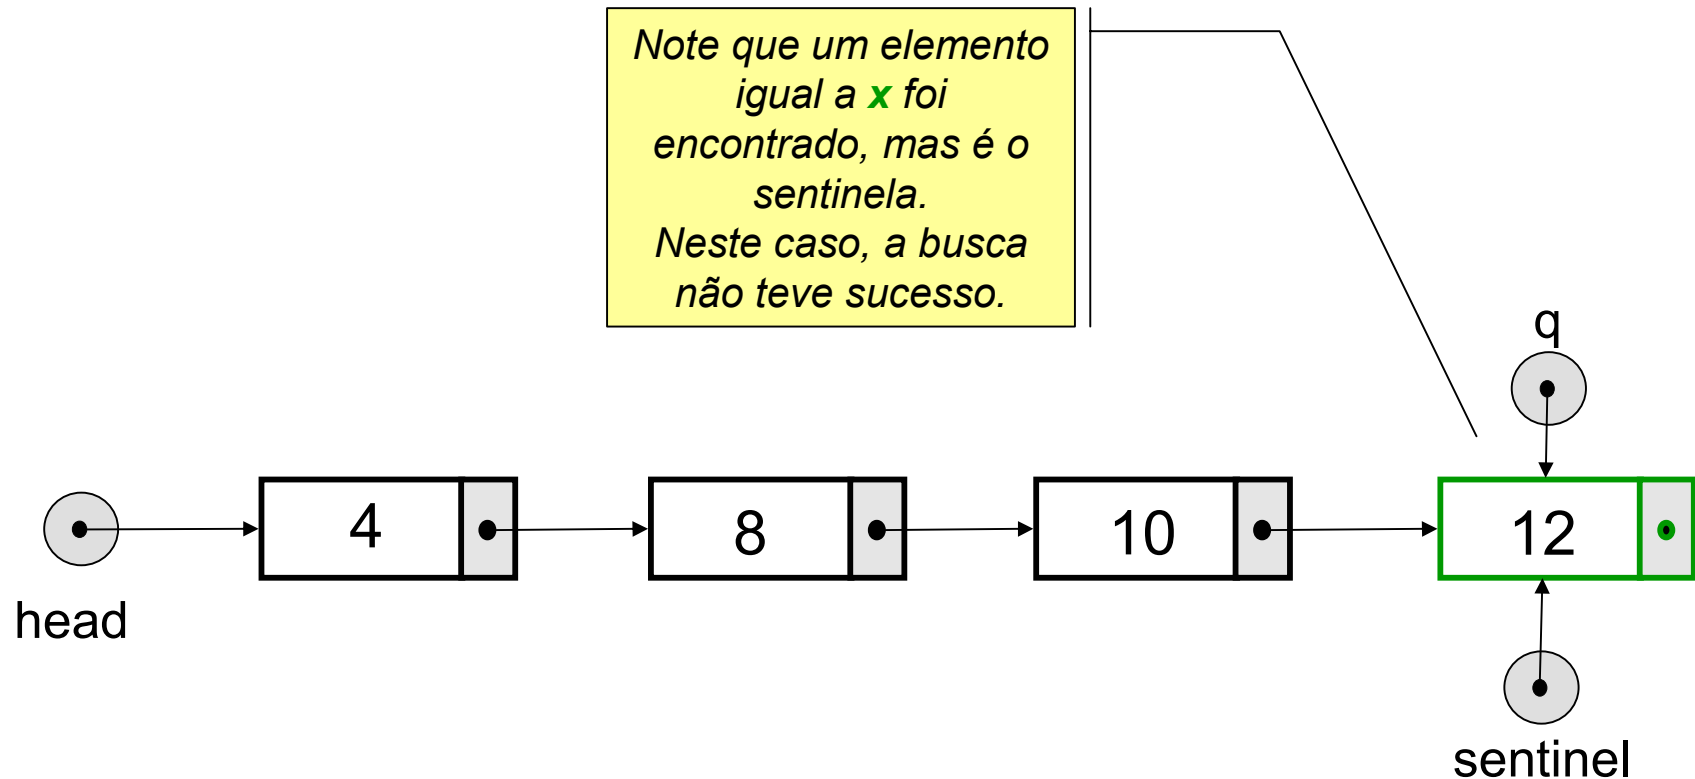 Note que um elemento
igual a x foi
encontrado, mas é o
sentinela.
Neste caso, a busca
não teve sucesso.
q
4
8
10
12
head
sentinel